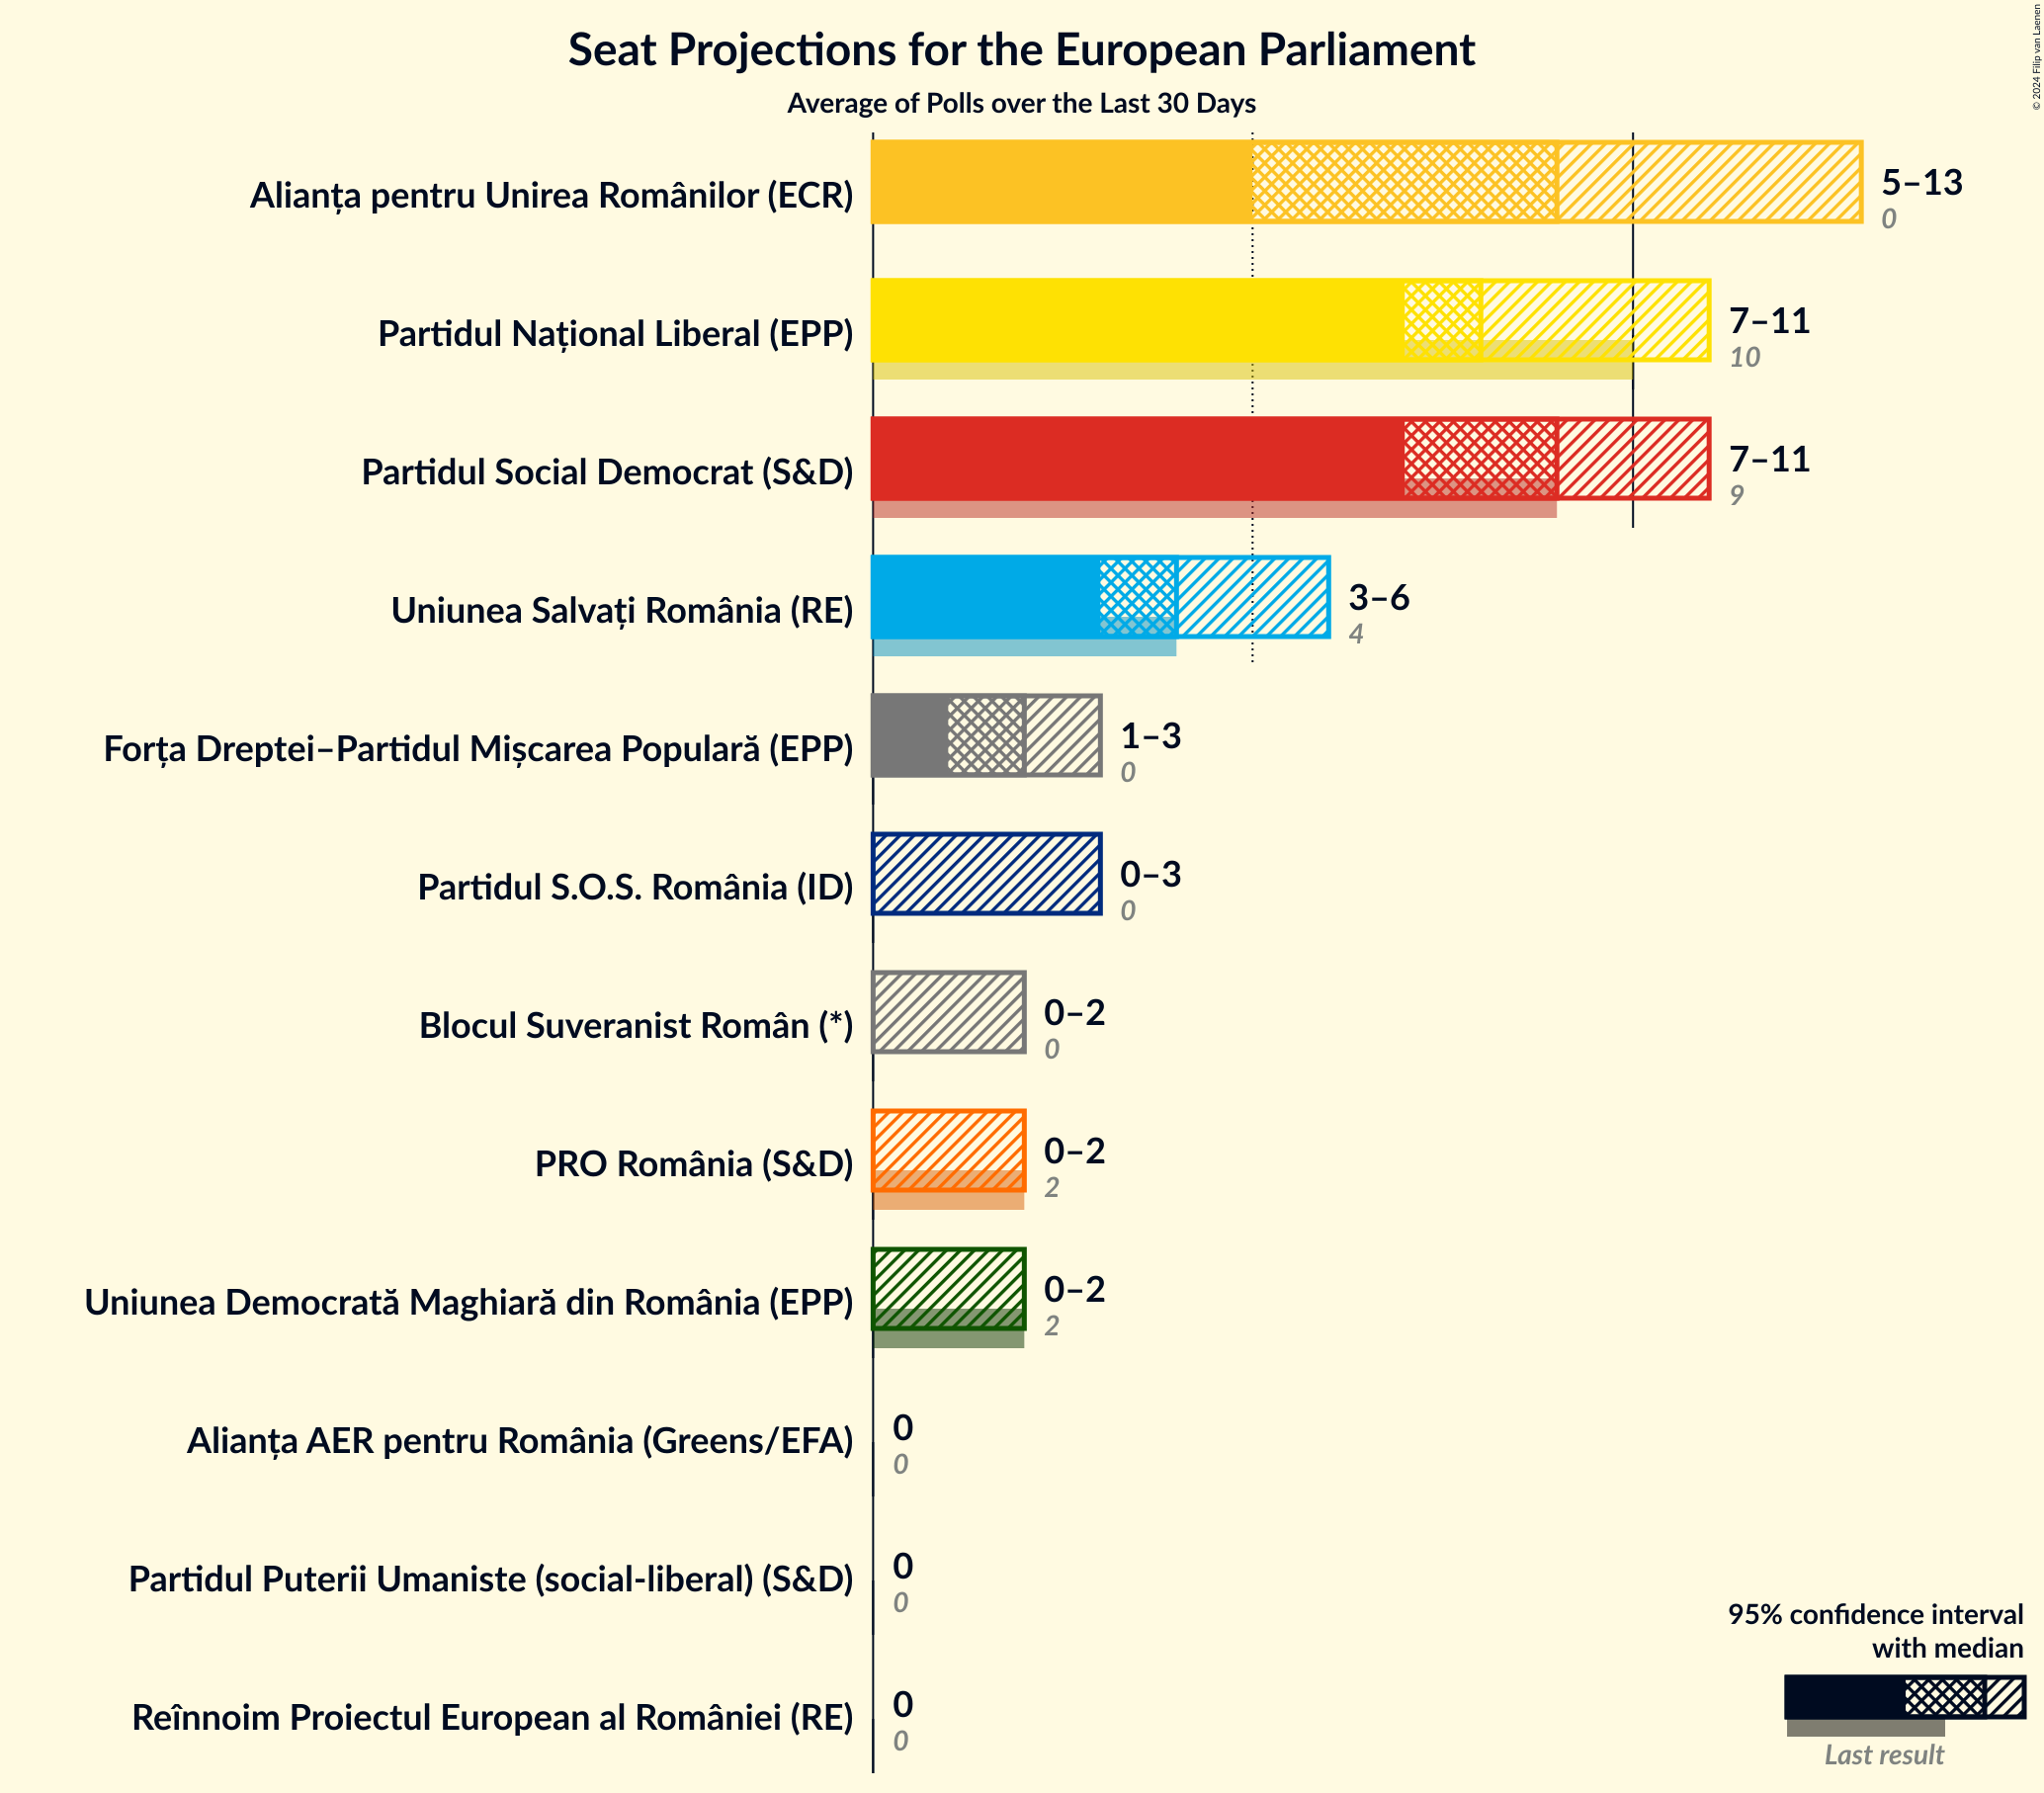 Seat Projections for the European Parliament
Average of Polls over the Last 30 Days
© 2024 Filip van Laenen
Alianța pentru Unirea Românilor (ECR)
5–13
0
Partidul Național Liberal (EPP)
7–11
10
Partidul Social Democrat (S&D)
7–11
9
Uniunea Salvați România (RE)
3–6
4
Forța Dreptei–Partidul Mișcarea Populară (EPP)
1–3
0
Partidul S.O.S. România (ID)
0–3
0
Blocul Suveranist Român (*)
0–2
0
PRO România (S&D)
0–2
2
Uniunea Democrată Maghiară din România (EPP)
0–2
2
Alianța AER pentru România (Greens/EFA)
0
0
Partidul Puterii Umaniste (social-liberal) (S&D)
0
0
Reînnoim Proiectul European al României (RE)
0
0
95% confidence interval
with median
Last result